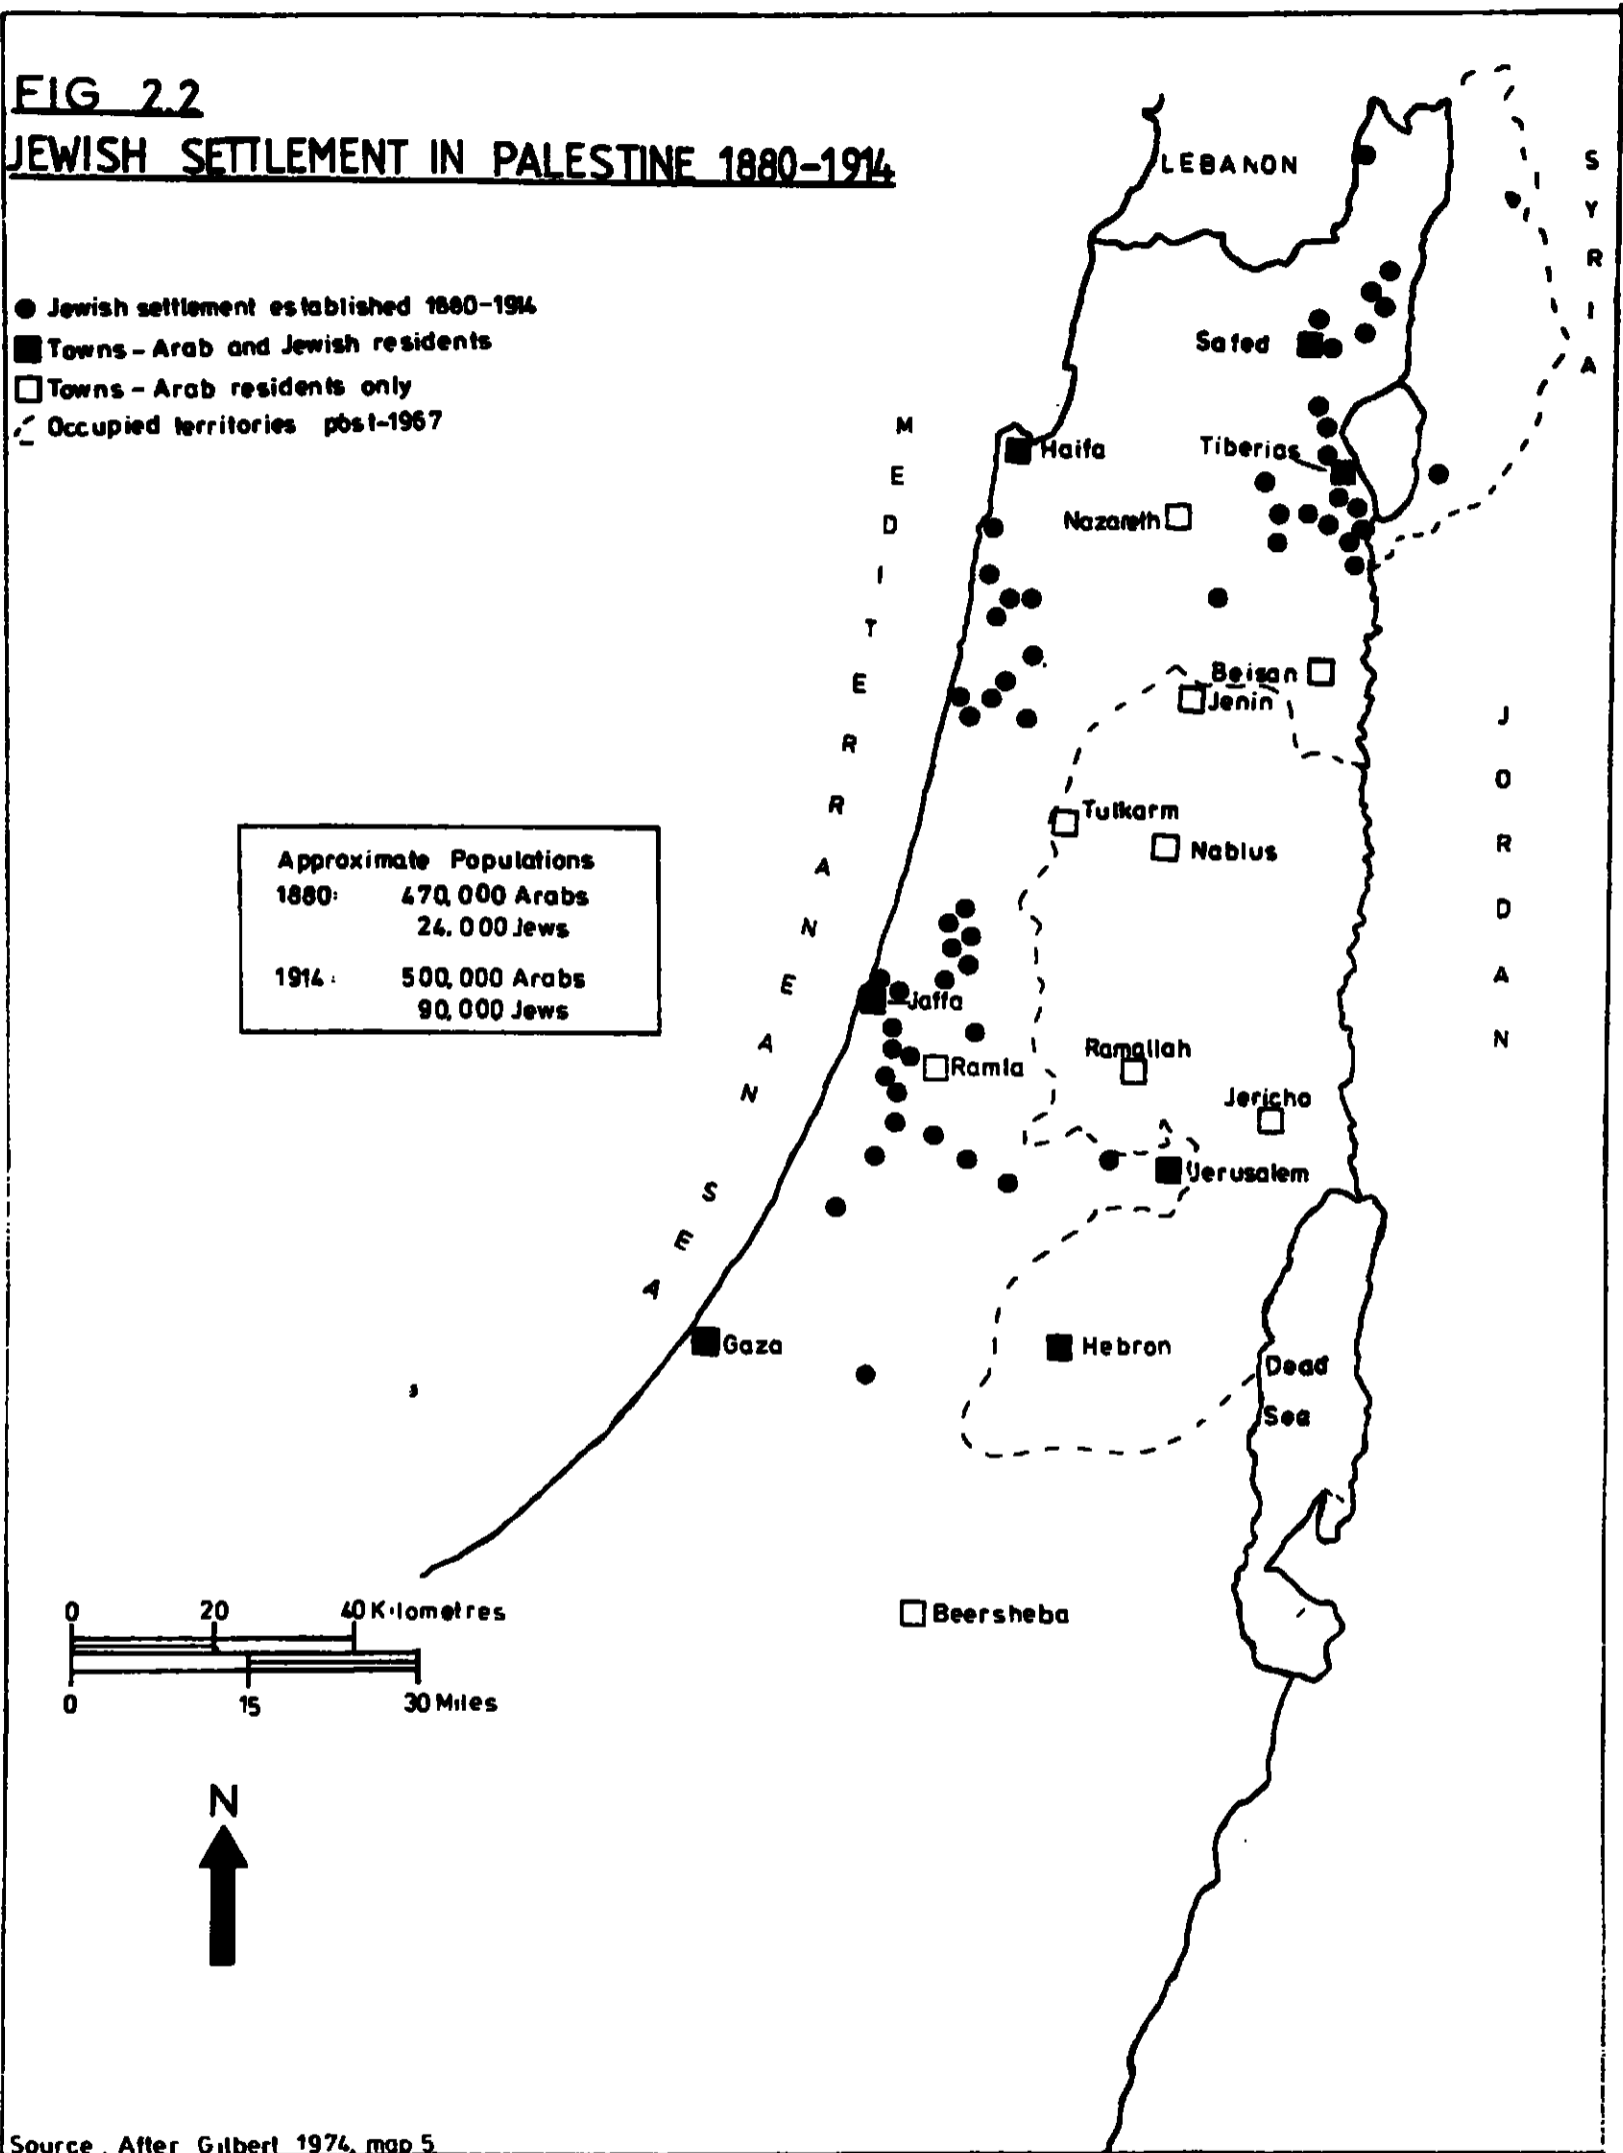 FIG 2.2
JEWISH SETTLEMENT IN PALESTINE 1880-1914
Jewish settlement established 1880-1914
Towns - Arab and Jewish residents
Towns - Arab residents only
Occupied territories post-1967
LEBANON
SYRIA
Safed
MEDITERRANEAN SEA
Haifa
Tiberias
Nazareth
Beisan
Jenin
JORDAN
Tulkarm
Nablus
Approximate Populations
1880: 470,000 Arabs
24.000 Jews
1914: 500,000 Arabs
90,000 Jews
Jaffa
Ramla
Ramallah
Jericho
Jerusalem
Gaza
Hebron
Dead
Sea
Beersheba
0 20 40 Kilometres
0 15 30 Miles
N
Source. After Gilbert 1974, map 5